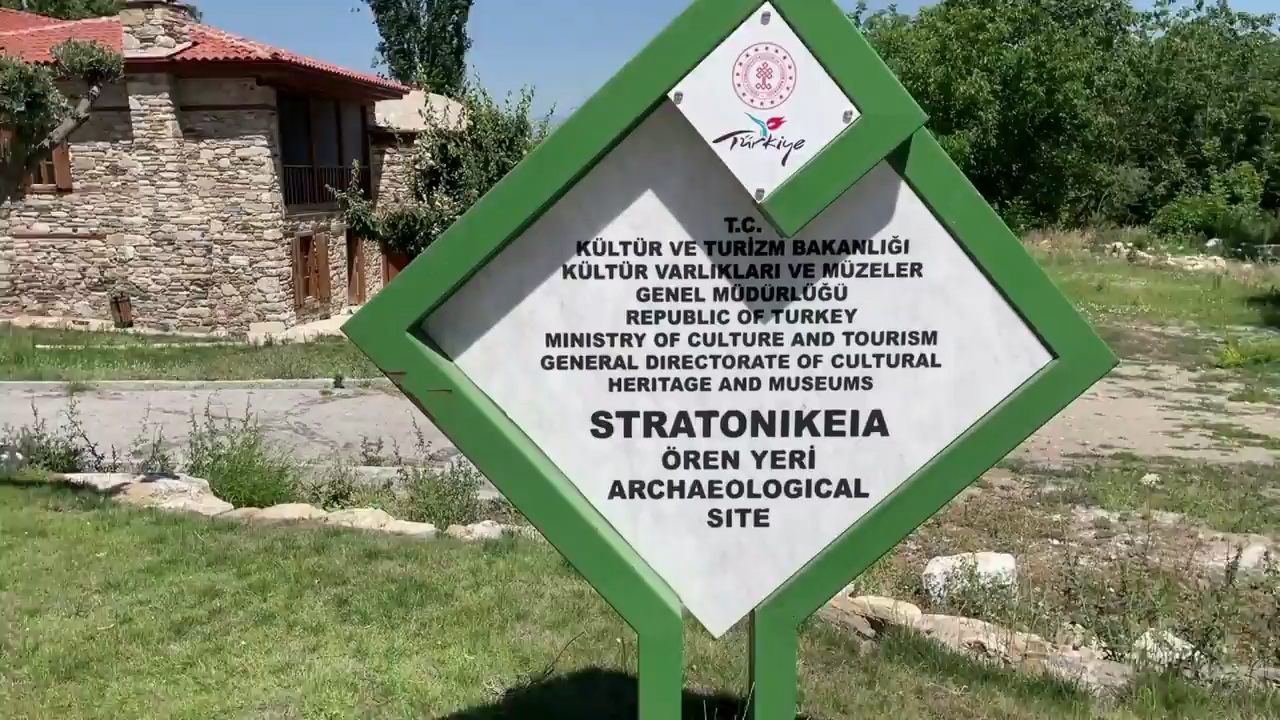 Türkiye
T.C.
KÜLTÜR VE TURİZM BAKANLIĞI
KÜLTÜR VARLIKLARI VE MÜZELER
GENEL MÜDÜRLÜĞÜ
REPUBLIC OF TURKEY
MINISTRY OF CULTURE AND TOURISM
GENERAL DIRECTORATE OF CULTURAL
HERITAGE AND MUSEUMS
STRATONIKEIA
ÖREN YERİ
ARCHAEOLOGICAL
SITE